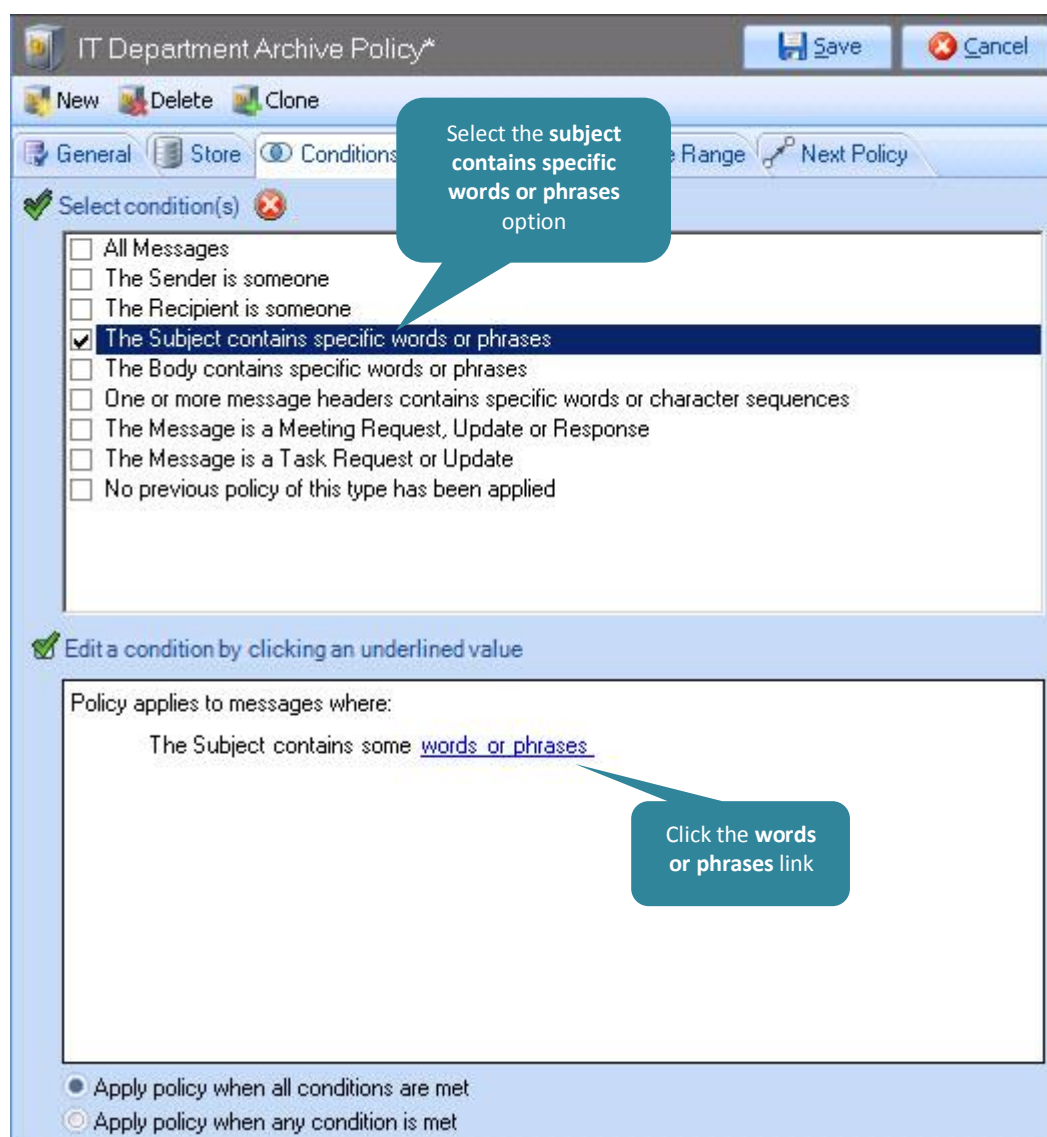 IT Department Archive Policy*
Save
Cancel
New Delete Clone
General Store Conditions Range Next Policy
Select the subject
contains specific
words or phrases
option
Select condition(s)
All Messages
The Sender is someone
The Recipient is someone
The Subject contains specific words or phrases
The Body contains specific words or phrases
One or more message headers contains specific words or character sequences
The Message is a Meeting Request, Update or Response
The Message is a Task Request or Update
No previous policy of this type has been applied
Edit a condition by clicking an underlined value
Policy applies to messages where:
The Subject contains some words or phrases
Click the words
or phrases link
Apply policy when all conditions are met
Apply policy when any condition is met